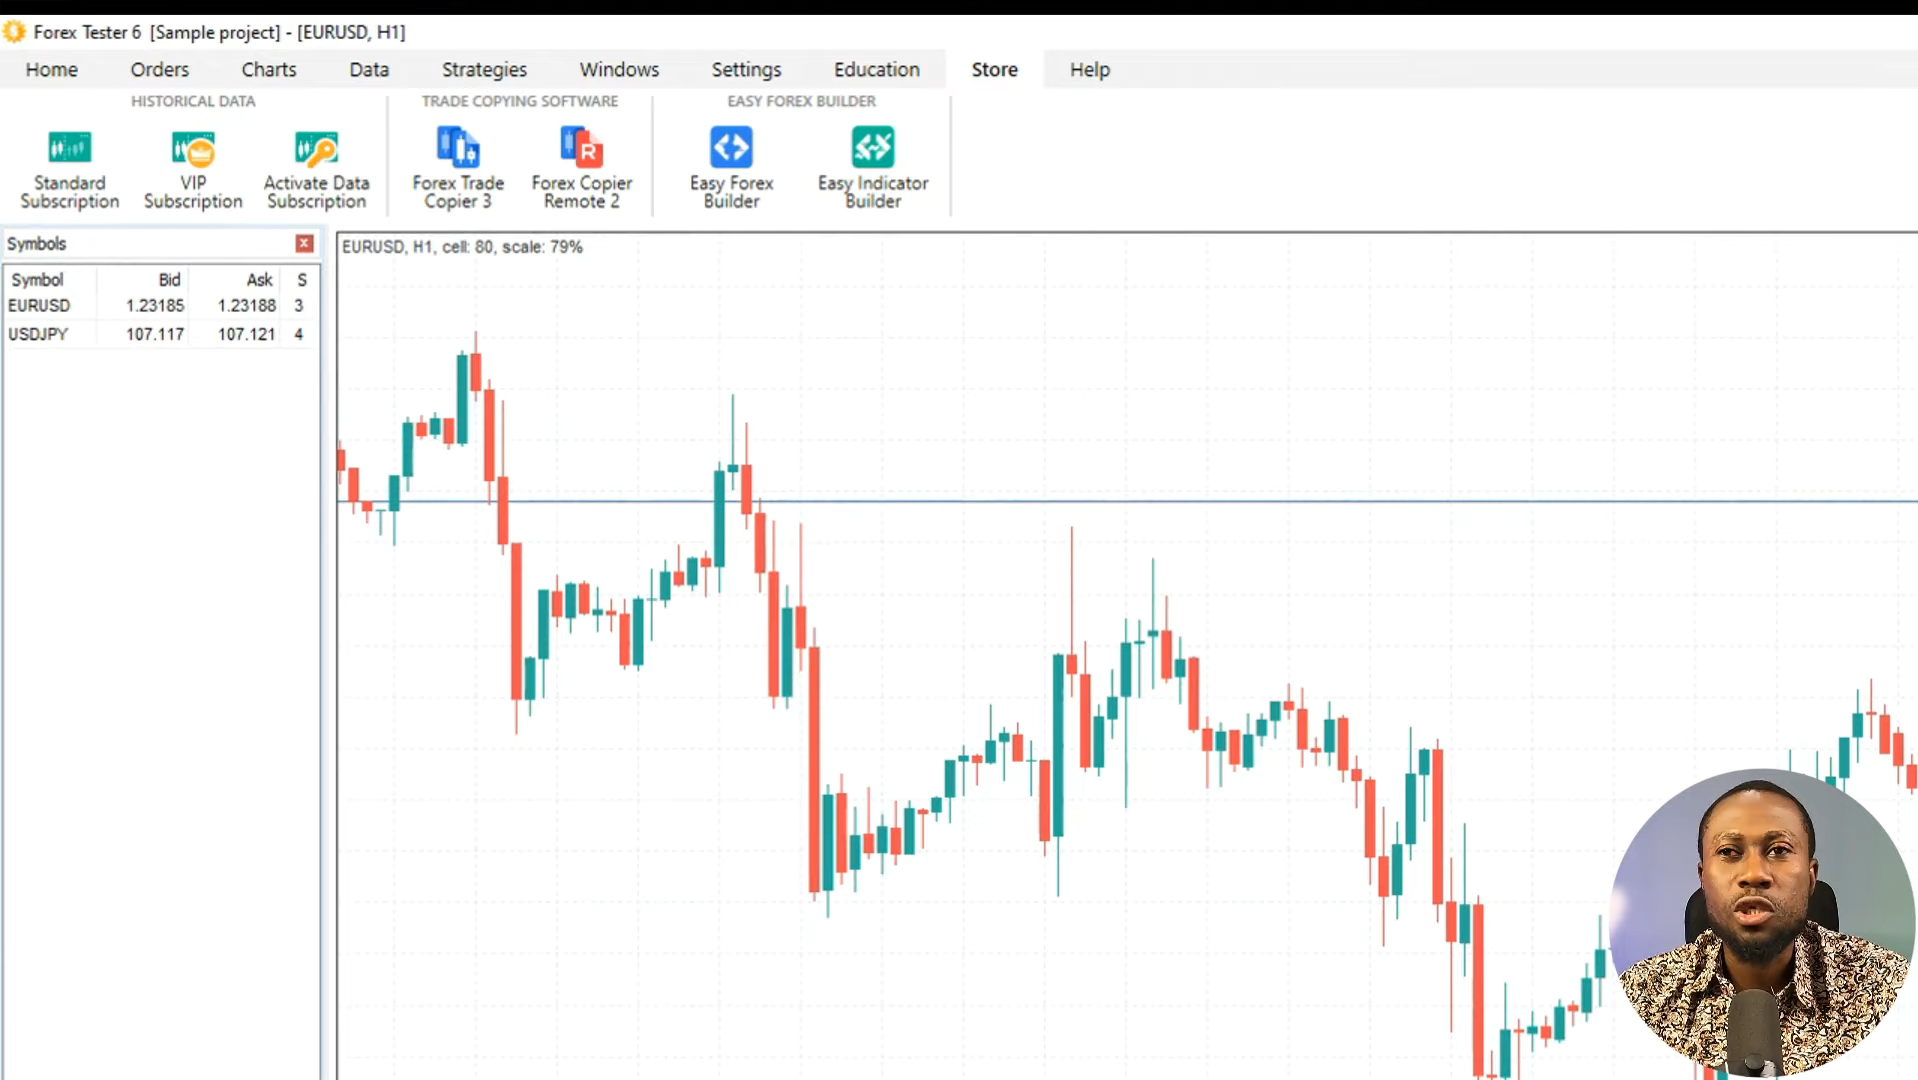 Forex Tester 6 [Sample project] - [EURUSD, H1]
Home Orders Charts Data Strategies Windows Settings Education Store Help
HISTORICAL DATA TRADE COPYING SOFTWARE EASY FOREX BUILDER
Standard Subscription
VIP Subscription
Activate Data Subscription
Forex Trade Copier 3
R
Forex Copier Remote 2
Easy Forex Builder
Easy Indicator Builder
Symbols
Symbol Bid Ask S
EURUSD 1.23185 1.23188 3
USDJPY 107.117 107.121 4
EURUSD, H1, cell: 80, scale: 79%